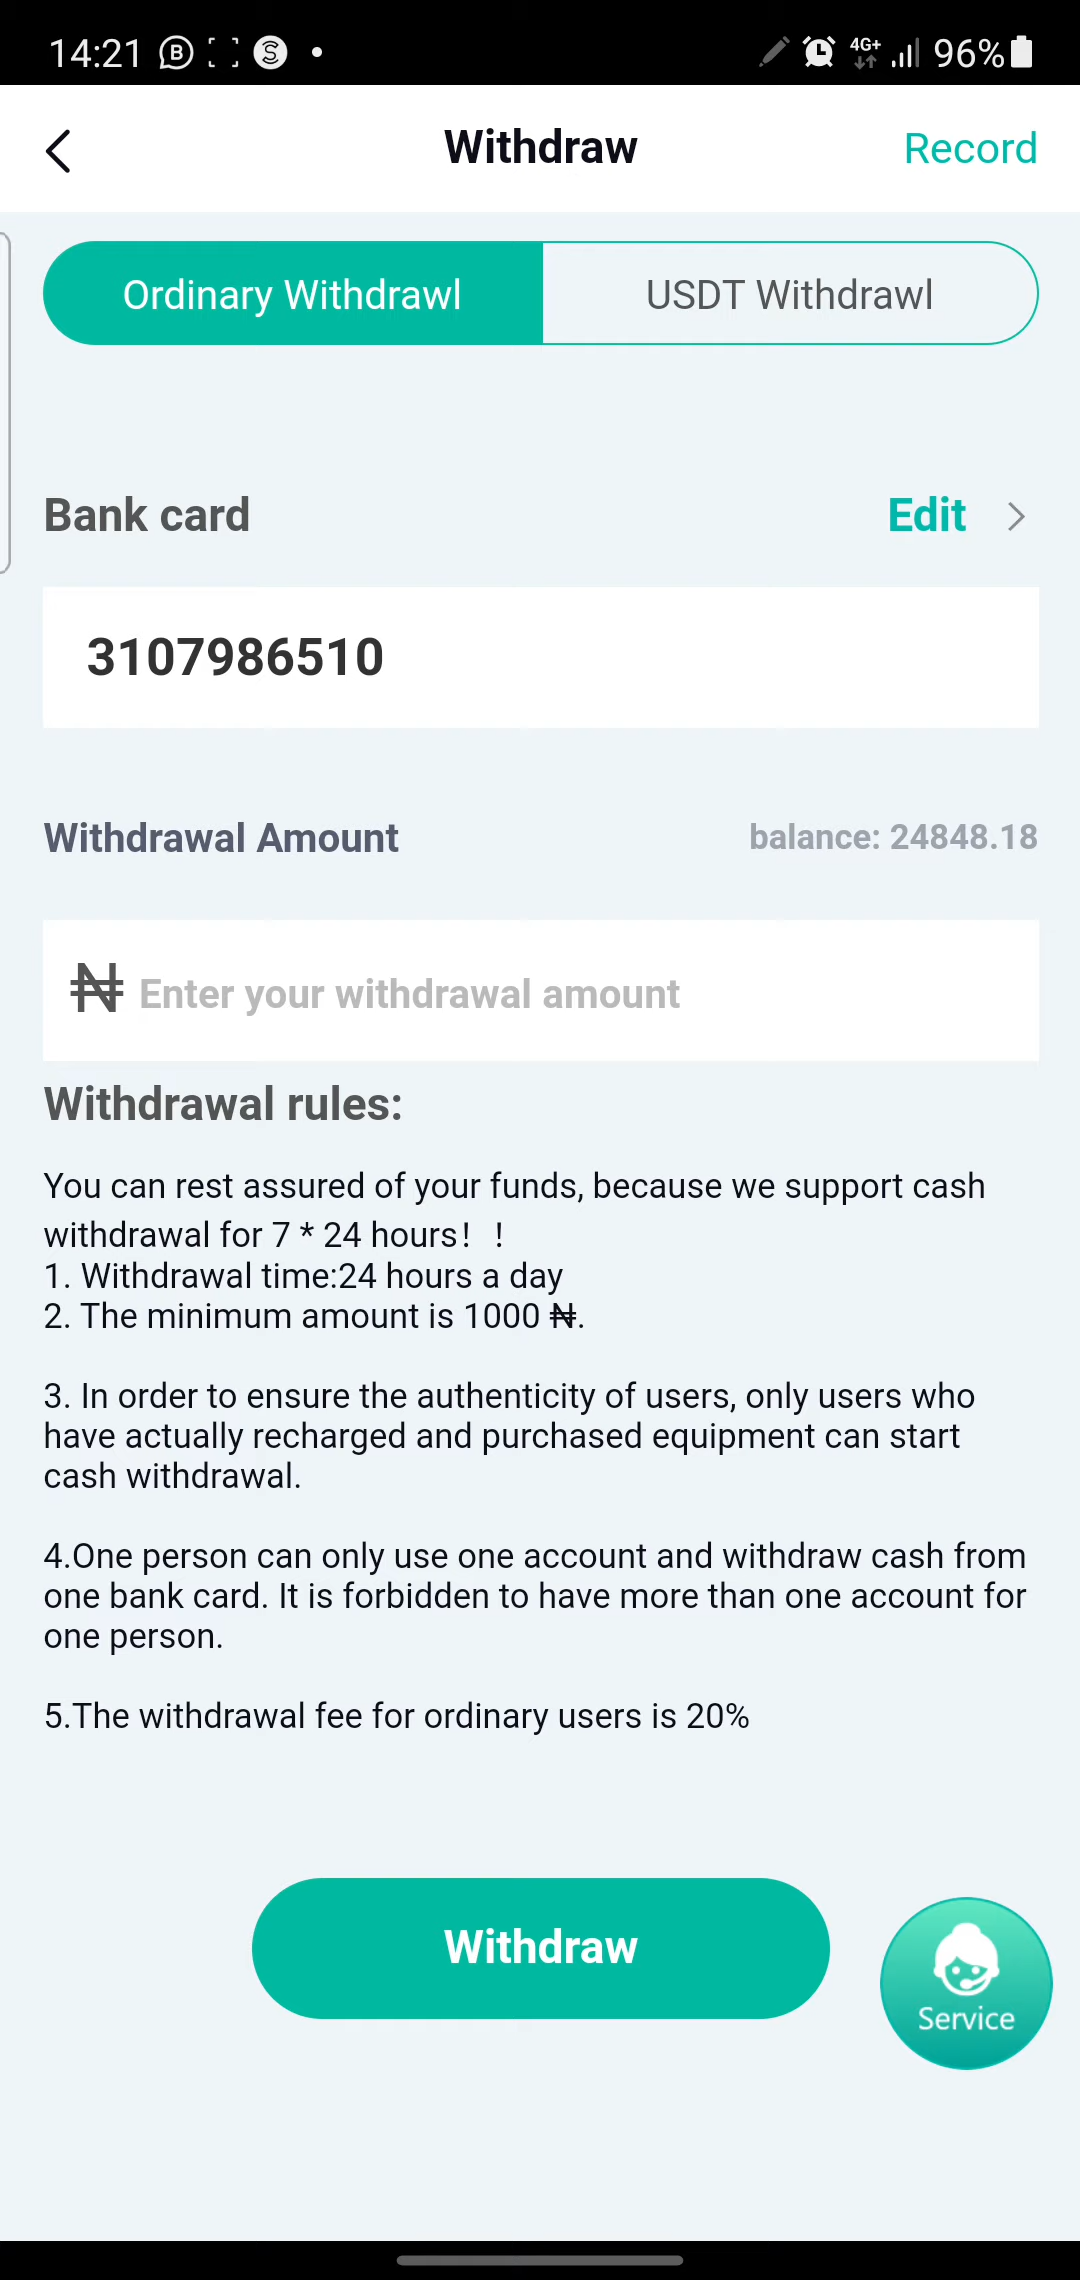 14:21 B S 4G+ 96%
Withdraw Record
Ordinary Withdrawl USDT Withdrawl
Bank card Edit
3107986510
Withdrawal Amount balance: 24848.18
₦ Enter your withdrawal amount
Withdrawal rules:
You can rest assured of your funds, because we support cash
withdrawal for 7 * 24 hours！！
1. Withdrawal time:24 hours a day
2. The minimum amount is 1000 ₦.
3. In order to ensure the authenticity of users, only users who
have actually recharged and purchased equipment can start
cash withdrawal.
4.One person can only use one account and withdraw cash from
one bank card. It is forbidden to have more than one account for
one person.
5.The withdrawal fee for ordinary users is 20%
Withdraw
Service